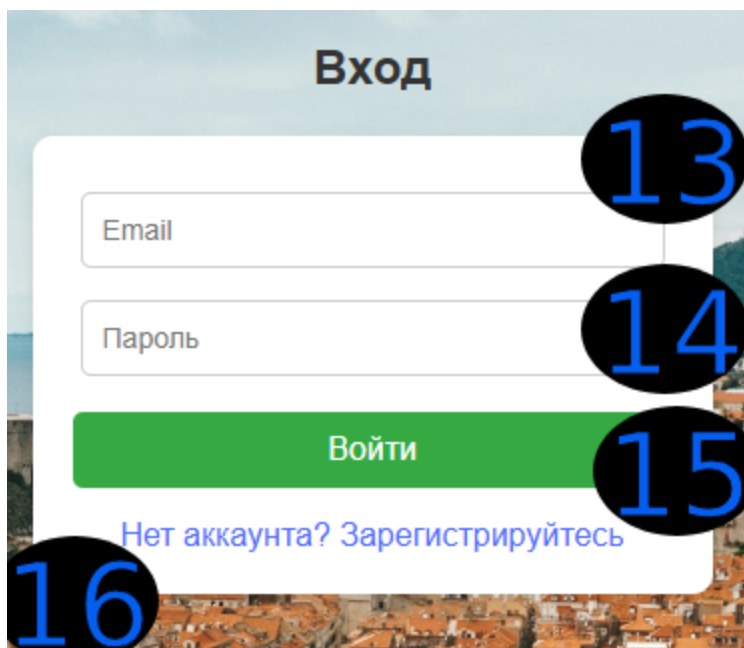 Вход
13
Email
14
Пароль
15
Войти
Нет аккаунта? Зарегистрируйтесь
16